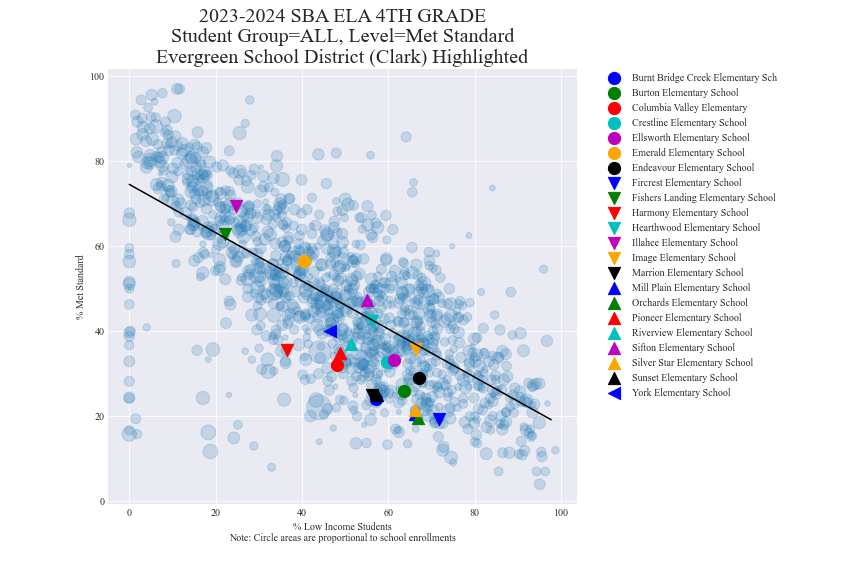 2023-2024 SBA ELA 4TH GRADE
Student Group=ALL, Level=Met Standard
Evergreen School District (Clark) Highlighted
100
80
60
40
20
0
% Met Standard
0 20 40 60 80 100
% Low Income Students
Note: Circle areas are proportional to school enrollments
Burnt Bridge Creek Elementary Sch
Burton Elementary School
Columbia Valley Elementary
Crestline Elementary School
Ellsworth Elementary School
Emerald Elementary School
Endeavour Elementary School
Fircrest Elementary School
Fishers Landing Elementary School
Harmony Elementary School
Hearthwood Elementary School
Illahee Elementary School
Image Elementary School
Marrion Elementary School
Mill Plain Elementary School
Orchards Elementary School
Pioneer Elementary School
Riverview Elementary School
Sifton Elementary School
Silver Star Elementary School
Sunset Elementary School
York Elementary School